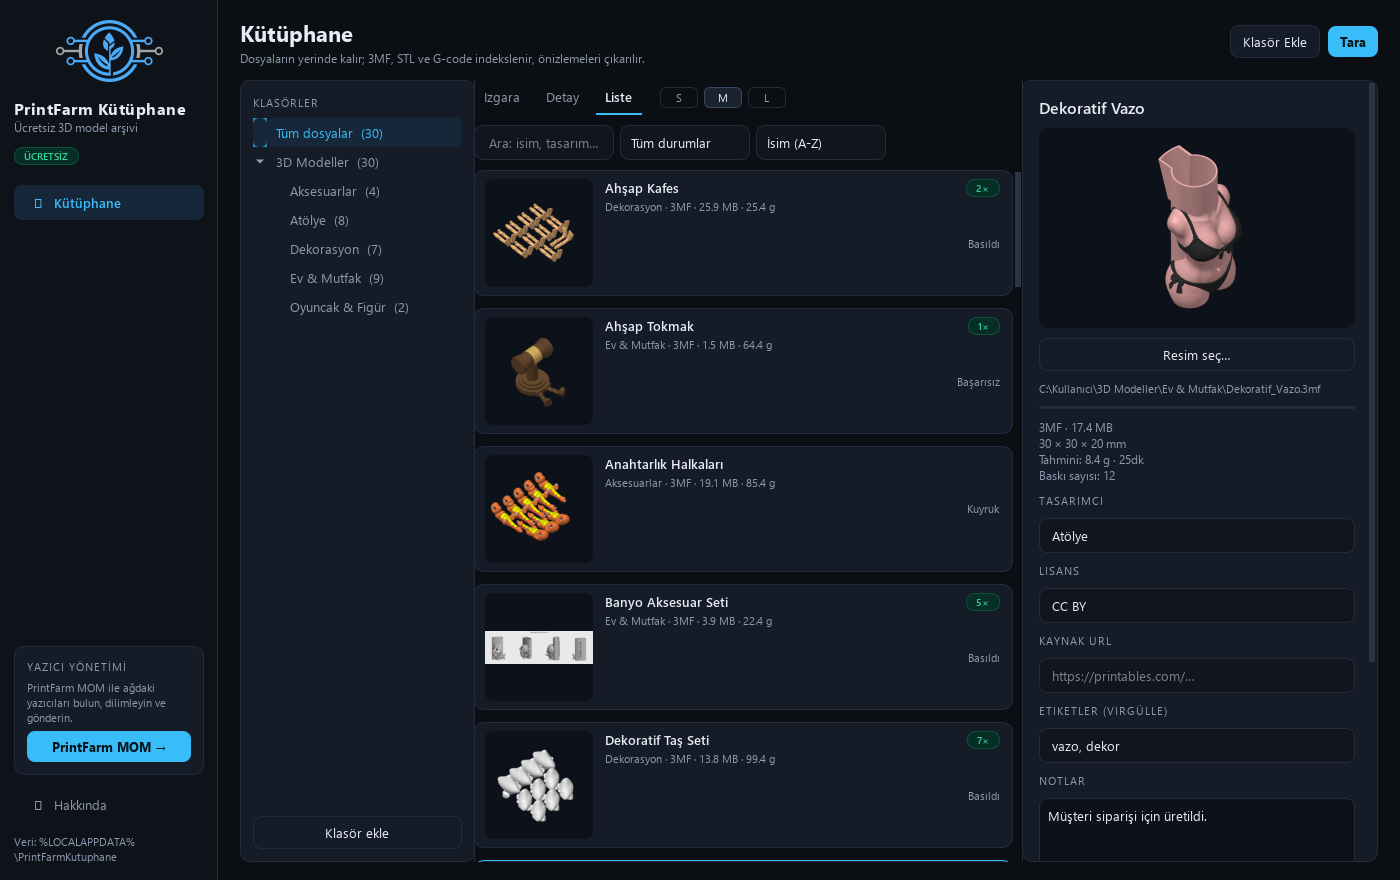 PrintFarm Kütüphane
Ücretsiz 3D model arşivi
ÜCRETSİZ
Kütüphane
YAZICI YÖNETİMİ
PrintFarm MOM ile ağdaki
yazıcıları bulun, dilimleyin ve
gönderin.
PrintFarm MOM →
Hakkında
Veri: %LOCALAPPDATA%
\PrintFarmKutuphane
Kütüphane
Dosyaların yerinde kalır; 3MF, STL ve G-code indekslenir, önizlemeleri çıkarılır.
Klasör Ekle
Tara
KLASÖRLER
Tüm dosyalar (30)
3D Modeller (30)
Aksesuarlar (4)
Atölye (8)
Dekorasyon (7)
Ev & Mutfak (9)
Oyuncak & Figür (2)
Klasör ekle
Izgara Detay Liste S M L
Ara: isim, tasarım... Tüm durumlar İsim (A-Z)
Ahşap Kafes 2×
Dekorasyon · 3MF · 25.9 MB · 25.4 g
Basıldı
Ahşap Tokmak 1×
Ev & Mutfak · 3MF · 1.5 MB · 64.4 g
Başarısız
Anahtarlık Halkaları
Aksesuarlar · 3MF · 19.1 MB · 85.4 g
Kuyruk
Banyo Aksesuar Seti 5×
Ev & Mutfak · 3MF · 3.9 MB · 22.4 g
Basıldı
Dekoratif Taş Seti 7×
Dekorasyon · 3MF · 13.8 MB · 99.4 g
Basıldı
Dekoratif Vazo
Resim seç...
C:\Kullanıcı\3D Modeller\Ev & Mutfak\Dekoratif_Vazo.3mf
3MF · 17.4 MB
30 × 30 × 20 mm
Tahmini: 8.4 g · 25dk
Baskı sayısı: 12
TASARIMCI
Atölye
LISANS
CC BY
KAYNAK URL
https://printables.com/...
ETIKETLER (VIRGÜLLE)
vazo, dekor
NOTLAR
Müşteri siparişi için üretildi.